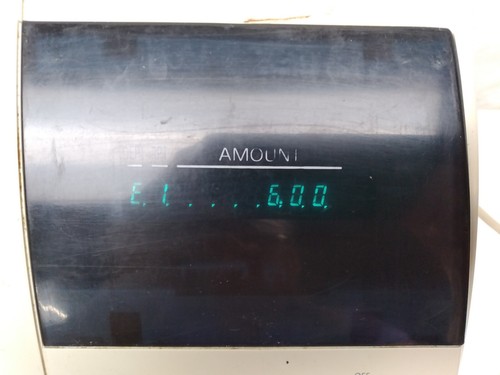 AMOUNT
E. 1. . . . . 6,0.0.